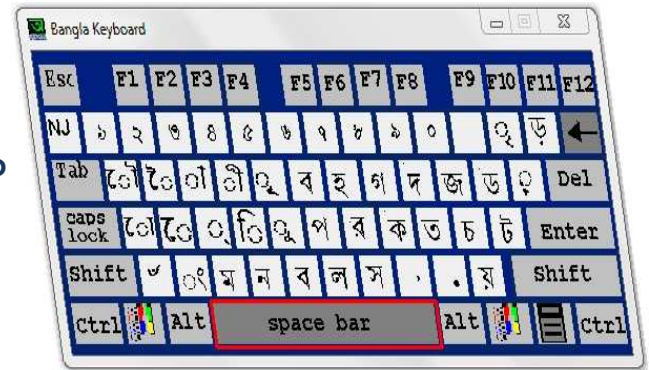 Bangla Keyboard
Esc F1 F2 F3 F4 F5 F6 F7 F8 F9 F10 F11 F12
NJ ১ ২ ৩ ৪ ৫ ৬ ৭ ৮ ৯ ০ ৃ ড়
Tab ৌ ৈ া ী ূ ব হ গ দ জ ড ় Del
caps lock ো ে ্ ি ু প র ক ত চ ট Enter
Shift ঁ ং ম ন ব ল স , . য় Shift
Ctrl Alt space bar Alt Ctrl